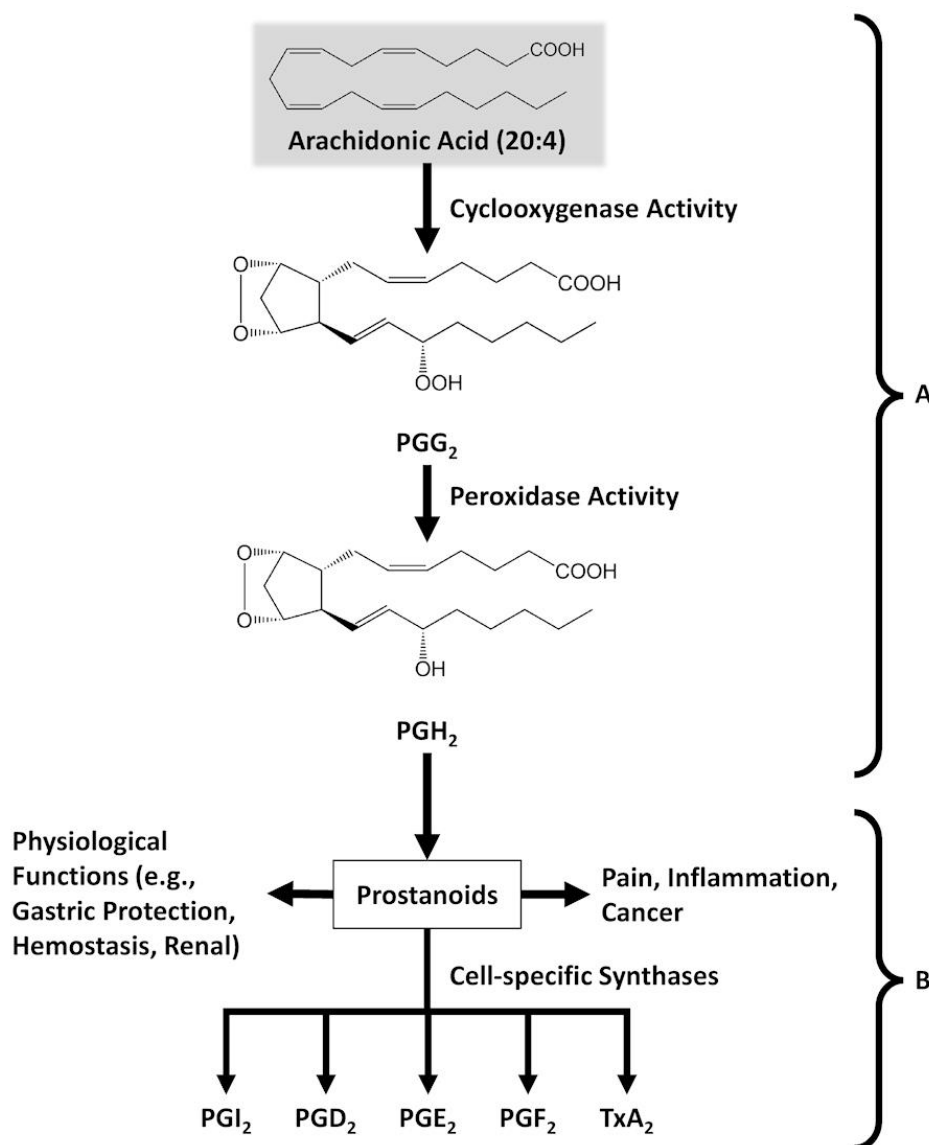 COOH
Arachidonic Acid (20:4)
Cyclooxygenase Activity
O
O
COOH
OOH
PGG₂
Peroxidase Activity
O
O
COOH
OH
PGH₂
A
Physiological
Functions (e.g.,
Gastric Protection,
Hemostasis, Renal)
Prostanoids
Pain, Inflammation,
Cancer
Cell-specific Synthases
B
PGI₂ PGD₂ PGE₂ PGF₂ TxA₂